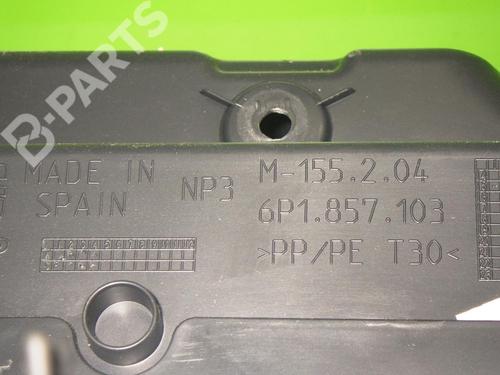 B-PARTS
MADE IN
SPAIN
NP3
M-155.2.04
6P1.857.103
>PP/PE T30<